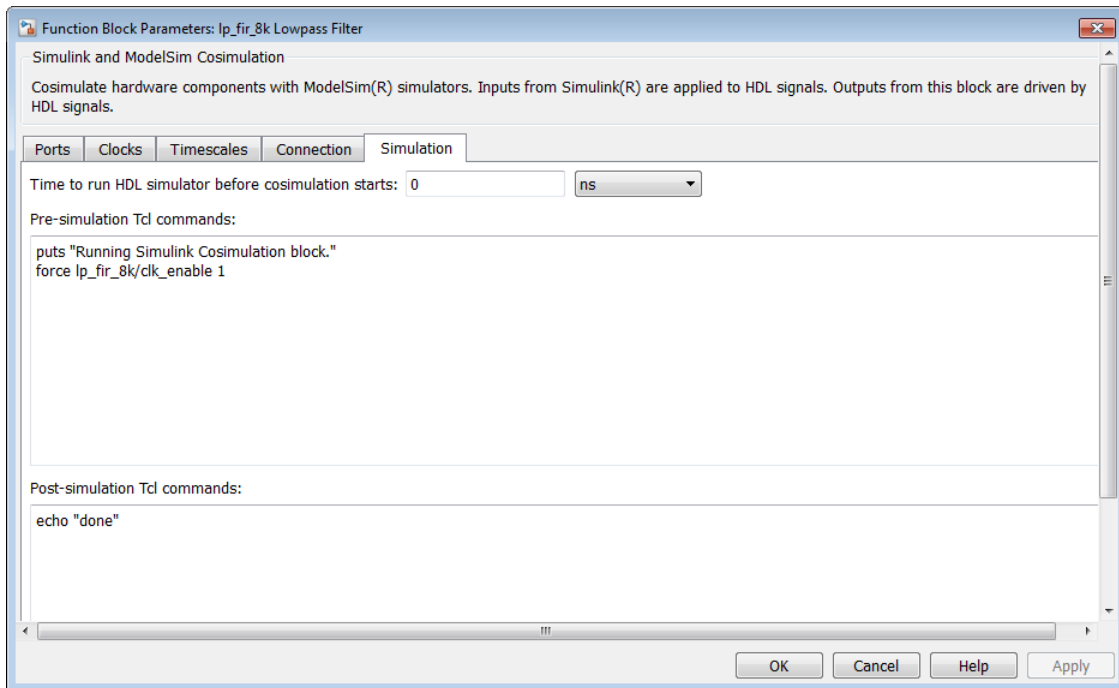 Function Block Parameters: lp_fir_8k Lowpass Filter
Simulink and ModelSim Cosimulation
Cosimulate hardware components with ModelSim(R) simulators. Inputs from Simulink(R) are applied to HDL signals. Outputs from this block are driven by
HDL signals.
Ports Clocks Timescales Connection Simulation
Time to run HDL simulator before cosimulation starts: 0 ns
Pre-simulation Tcl commands:
puts "Running Simulink Cosimulation block."
force lp_fir_8k/clk_enable 1
Post-simulation Tcl commands:
echo "done"
OK Cancel Help Apply